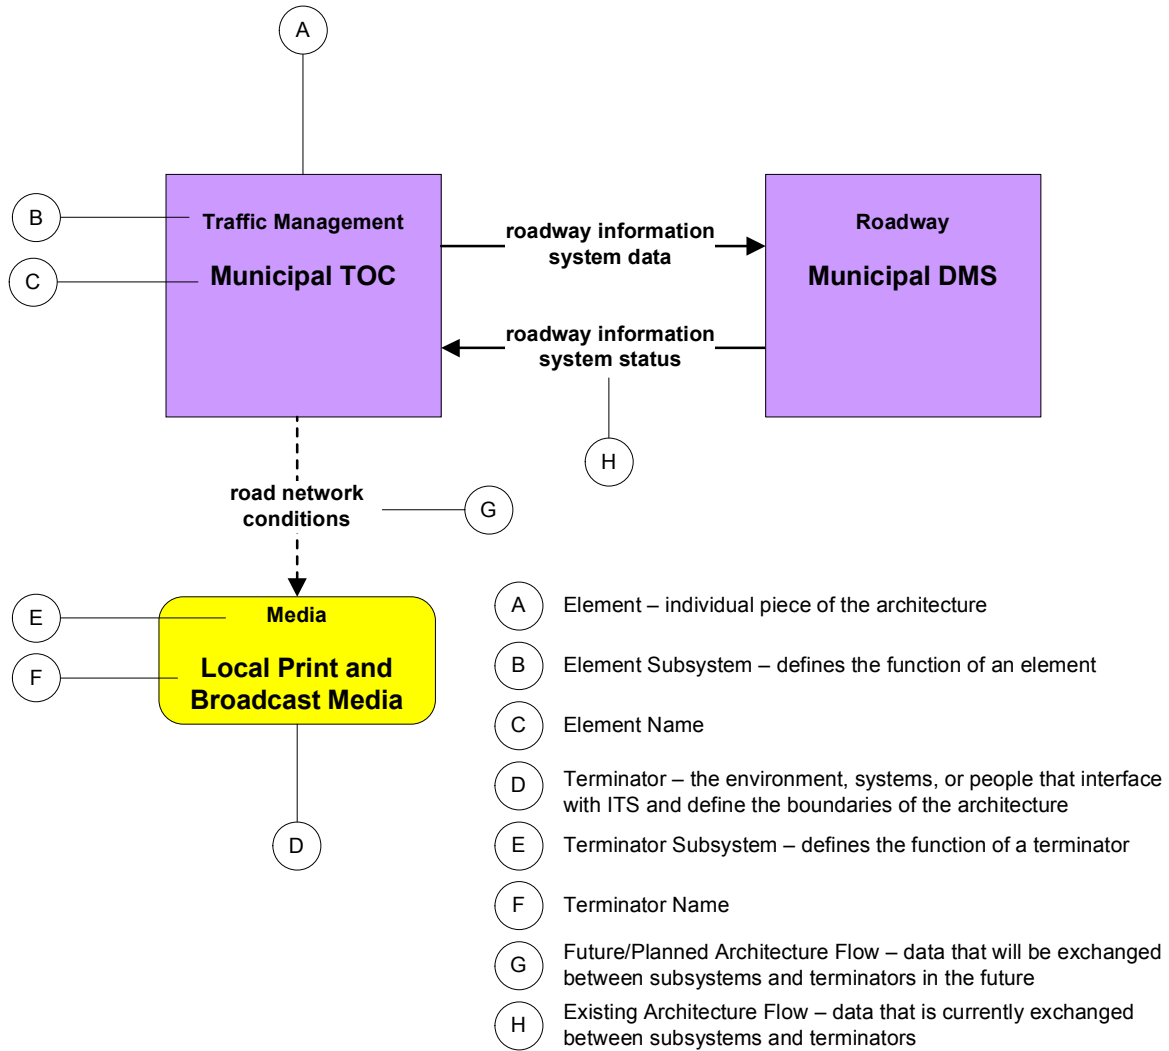 A
B
Traffic Management
C
Municipal TOC
roadway information
system data
Roadway
Municipal DMS
roadway information
system status
H
road network
conditions
G
E
Media
F
Local Print and
Broadcast Media
D
A Element – individual piece of the architecture
B Element Subsystem – defines the function of an element
C Element Name
D Terminator – the environment, systems, or people that interface
with ITS and define the boundaries of the architecture
E Terminator Subsystem – defines the function of a terminator
F Terminator Name
G Future/Planned Architecture Flow – data that will be exchanged
between subsystems and terminators in the future
H Existing Architecture Flow – data that is currently exchanged
between subsystems and terminators